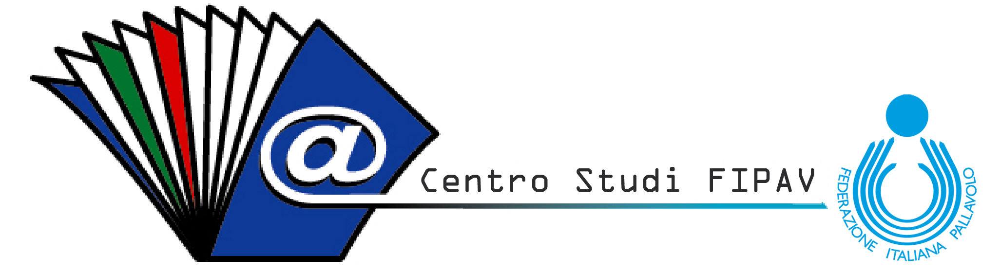 @
Centro Studi FIPAV
FEDERAZIONE ITALIANA PALLAVOLO